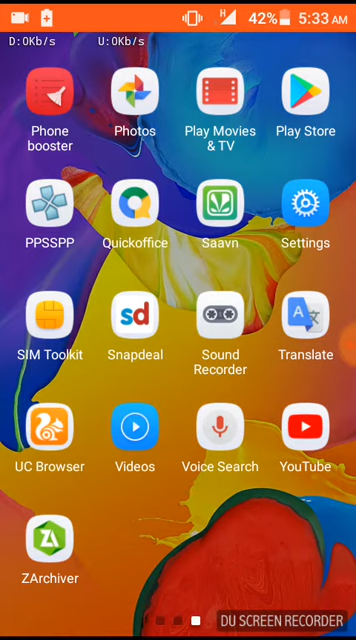 H 42% 5:33 AM
D:0Kb/s U:0Kb/s
Phone booster
Photos
Play Movies & TV
Play Store
PPSSPP
Quickoffice
Saavn
Settings
SIM Toolkit
sd
Snapdeal
Sound Recorder
A
Translate
UC Browser
Videos
Voice Search
YouTube
Z
ZArchiver
DU SCREEN RECORDER